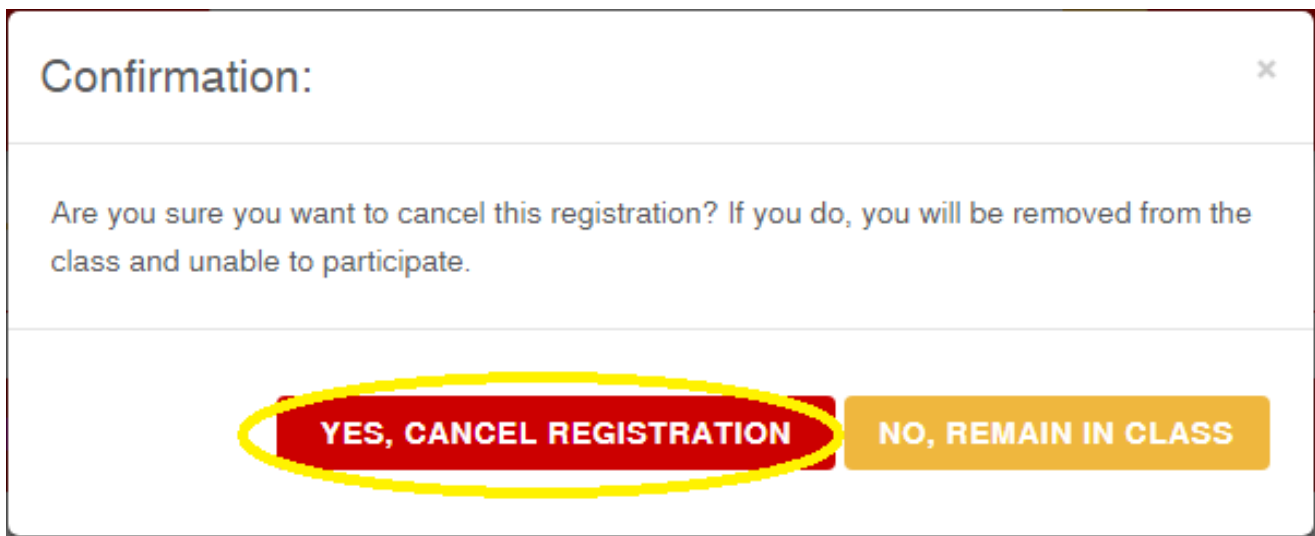 Confirmation:
×
Are you sure you want to cancel this registration? If you do, you will be removed from the
class and unable to participate.
YES, CANCEL REGISTRATION
NO, REMAIN IN CLASS